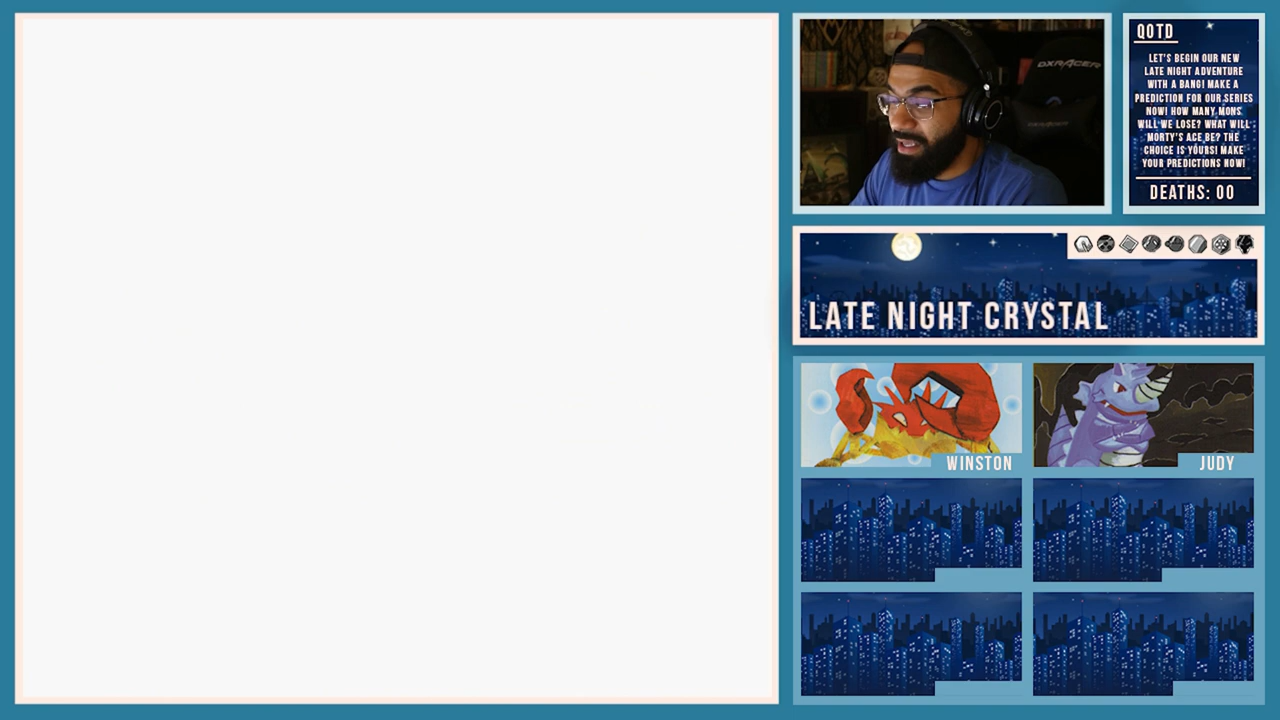 DXRACER
QOTD
LET'S BEGIN OUR NEW
LATE NIGHT ADVENTURE
WITH A BANG! MAKE A
PREDICTION FOR OUR SERIES
NOW! HOW MANY MONS
WILL WE LOSE? WHAT WILL
MORTY'S ACE BE? THE
CHOICE IS YOURS! MAKE
YOUR PREDICTIONS NOW!
DEATHS: 00
LATE NIGHT CRYSTAL
WINSTON
JUDY